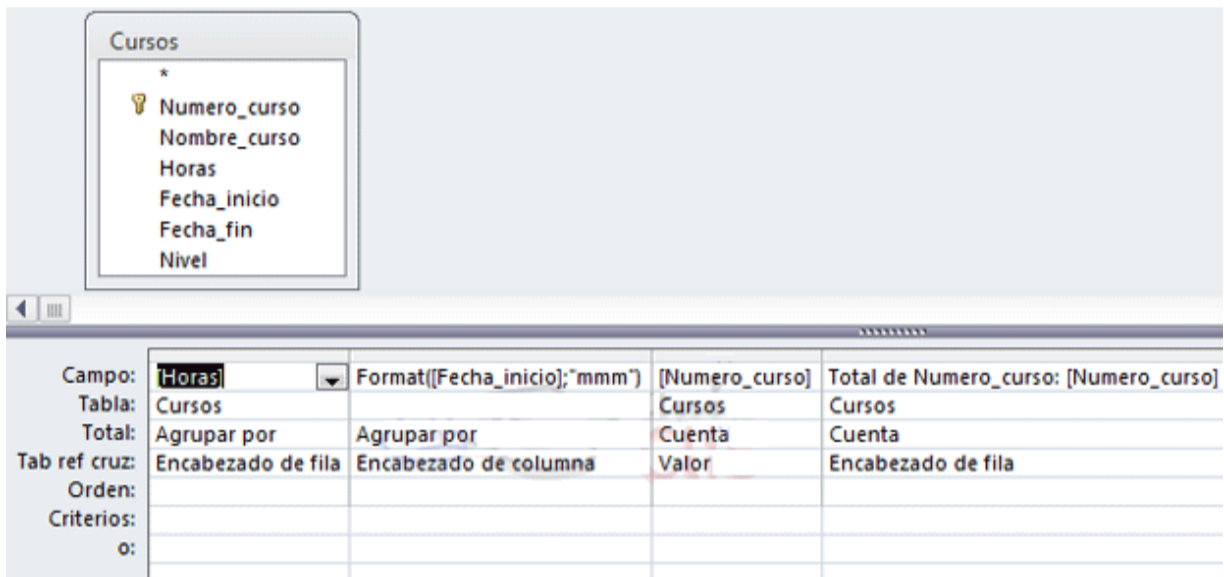 Cursos
*
Numero_curso
Nombre_curso
Horas
Fecha_inicio
Fecha_fin
Nivel
Campo: [Horas] Format([Fecha_inicio];"mmm") [Numero_curso] Total de Numero_curso: [Numero_curso]
Tabla: Cursos Cursos Cursos
Total: Agrupar por Agrupar por Cuenta Cuenta
Tab ref cruz: Encabezado de fila Encabezado de columna Valor Encabezado de fila
Orden:
Criterios:
o: